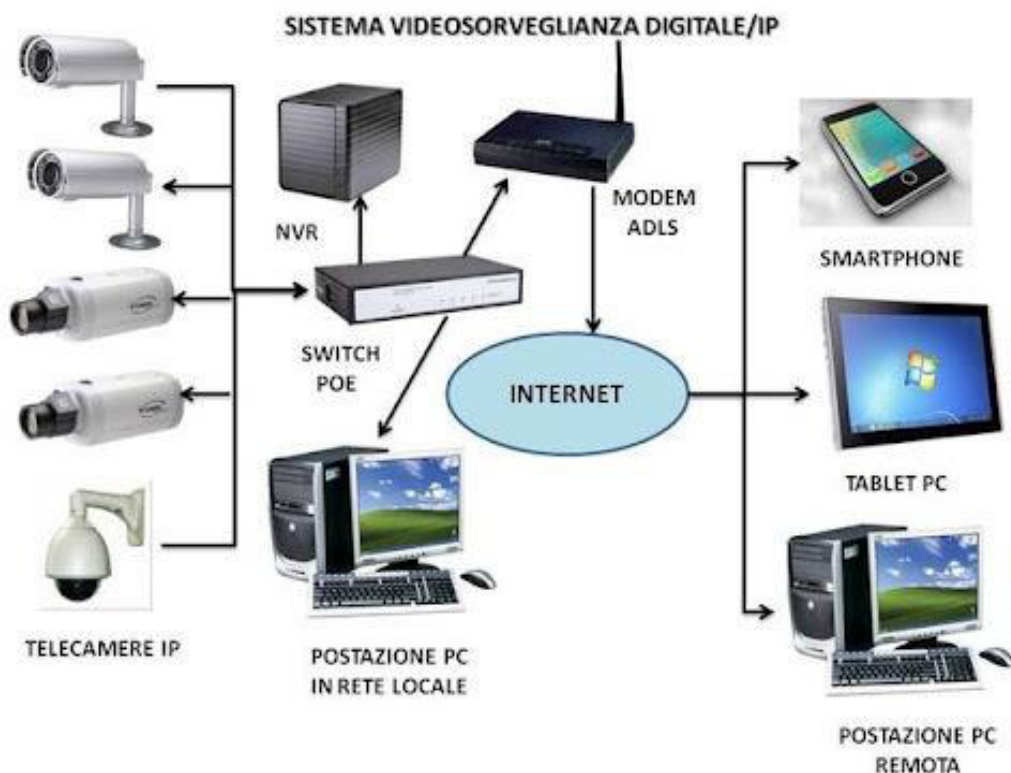 SISTEMA VIDEOSORVEGLIANZA DIGITALE/IP
NVR
MODEM
ADLS
SMARTPHONE
SWITCH
POE
INTERNET
TABLET PC
TELECAMERE IP
POSTAZIONE PC
IN RETE LOCALE
POSTAZIONE PC
REMOTA